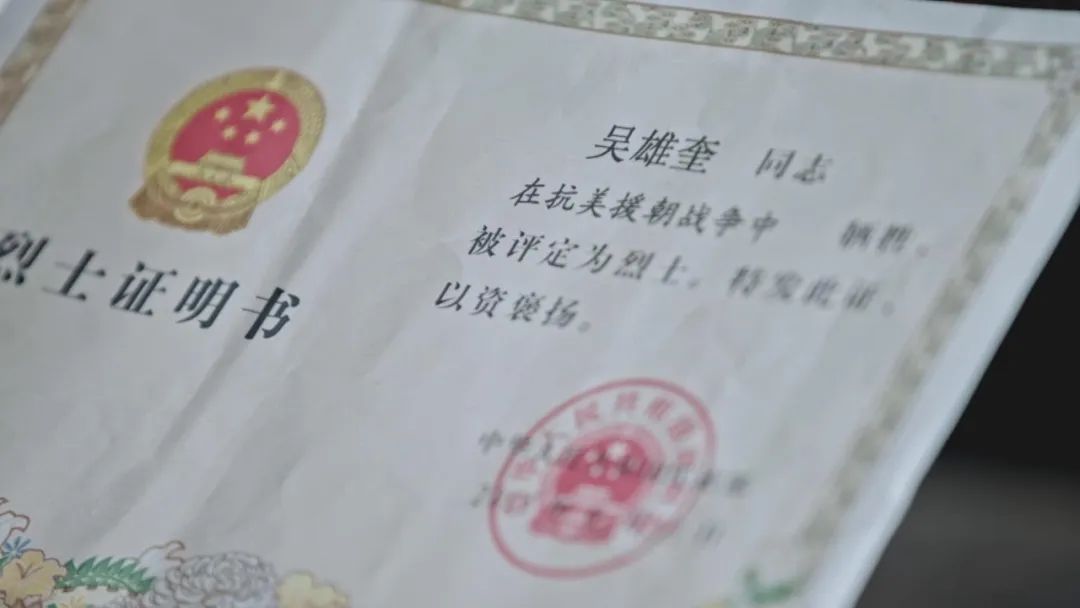 烈士证明书
吴雄奎 同志
在抗美援朝战争中 牺牲。
被评定为烈士。特发此证，
以资褒扬。